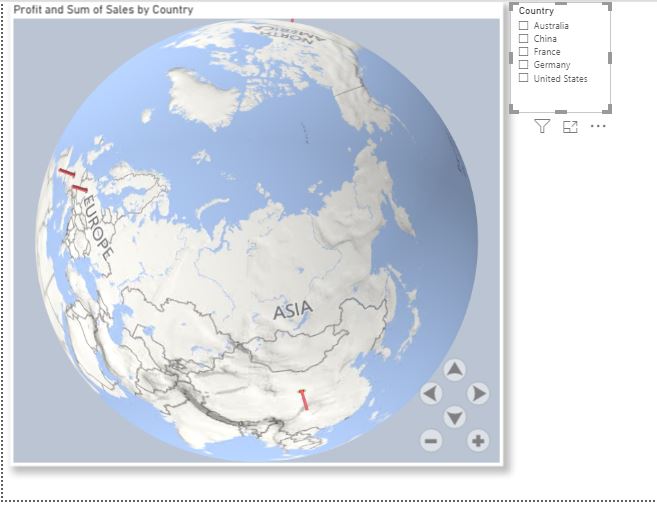 Profit and Sum of Sales by Country
Country
Australia
China
France
Germany
United States
NORTH
AMERICA
EUROPE
ASIA